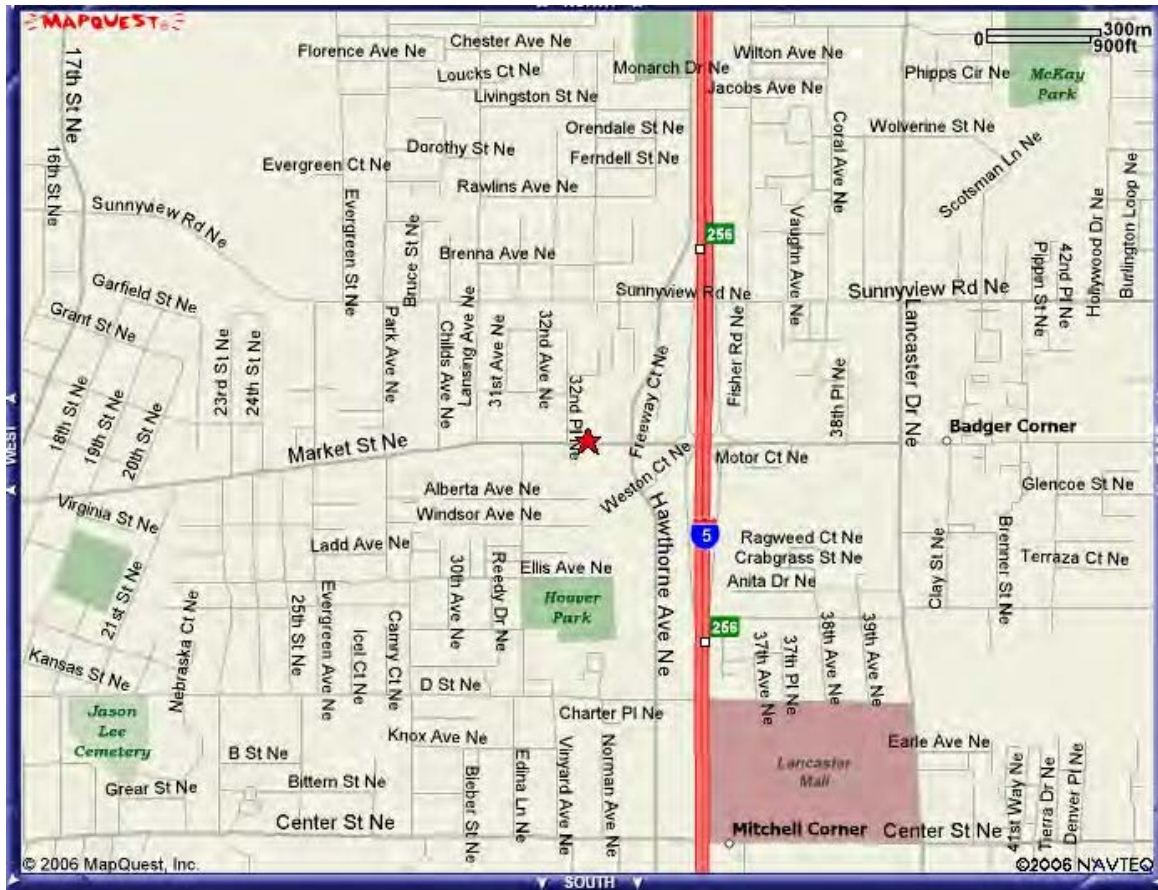 NORTH
MAPQUEST
0 300m
900ft
17th St Ne
Florence Ave Ne
Chester Ave Ne
Loucks Ct Ne
Monarch Dr Ne
Wilton Ave Ne
Phipps Cir Ne
McKay
Park
Livingston St Ne
Jacobs Ave Ne
16th St Ne
Orendale St Ne
Coral Ave Ne
Wolverine St Ne
Dorothy St Ne
Ferndell St Ne
Evergreen Ct Ne
Rawlins Ave Ne
Scotsman Ln Ne
Sunnyview Rd Ne
Evergreen St Ne
Bruce St Ne
Vaughn Ave Ne
Hollywood Dr Ne
Burlington Loop Ne
256
Brenna Ave Ne
Pippin St Ne
42nd Pl Ne
Garfield St Ne
Sunnyview Rd Ne
Sunnyview Rd Ne
Grant St Ne
23rd St Ne
24th St Ne
Park Ave Ne
Childs Ave Ne
Lansing Ave Ne
31st Ave Ne
32nd Ave Ne
32nd Pl Ne
Freeway Ct Ne
Fisher Rd Ne
38th Pl Ne
Lancaster Dr Ne
18th St Ne
19th St Ne
20th St Ne
WEST
Market St Ne
Badger Corner
Weston Ct Ne
Motor Ct Ne
Alberta Ave Ne
Glencoe St Ne
Virginia St Ne
Windsor Ave Ne
Hawthorne Ave Ne
5
Ladd Ave Ne
Ragweed Ct Ne
Crabgrass St Ne
Clay St Ne
Brenner St Ne
Terraza Ct Ne
30th Ave Ne
Reedy Dr Ne
Ellis Ave Ne
Anita Dr Ne
21st St Ne
Nebraska Ct Ne
25th St Ne
Evergreen Ave Ne
Icel Ct Ne
Camry Ct Ne
Hoover
Park
256
37th Ave Ne
37th Pl Ne
38th Ave Ne
39th Ave Ne
Kansas St Ne
D St Ne
Jason
Lee
Cemetery
Charter Pl Ne
Knox Ave Ne
Earle Ave Ne
B St Ne
Lancaster
Mall
Grear St Ne
Bittern St Ne
Bieber St Ne
Edina Ln Ne
Vinyard Ave Ne
Norman Ave Ne
41st Way Ne
Tierra Dr Ne
Denver Pl Ne
Center St Ne
Mitchell Corner
Center St Ne
© 2006 MapQuest, Inc.
©2006 NAVTEQ
SOUTH